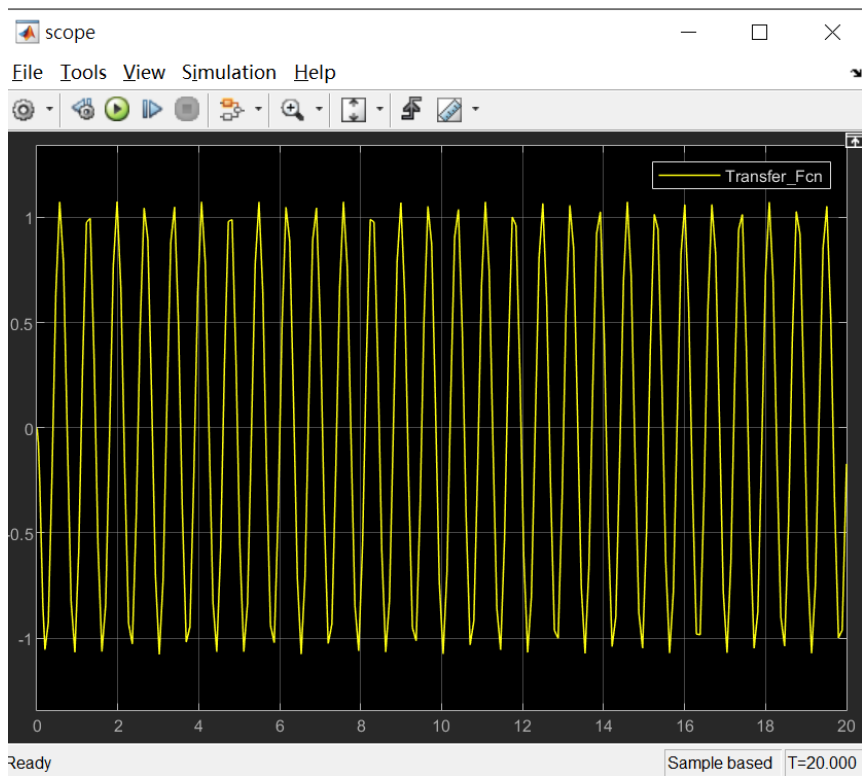 scope
File Tools View Simulation Help
Transfer_Fcn
1
0.5
0
-0.5
-1
0 2 4 6 8 10 12 14 16 18 20
Ready
Sample based T=20.000